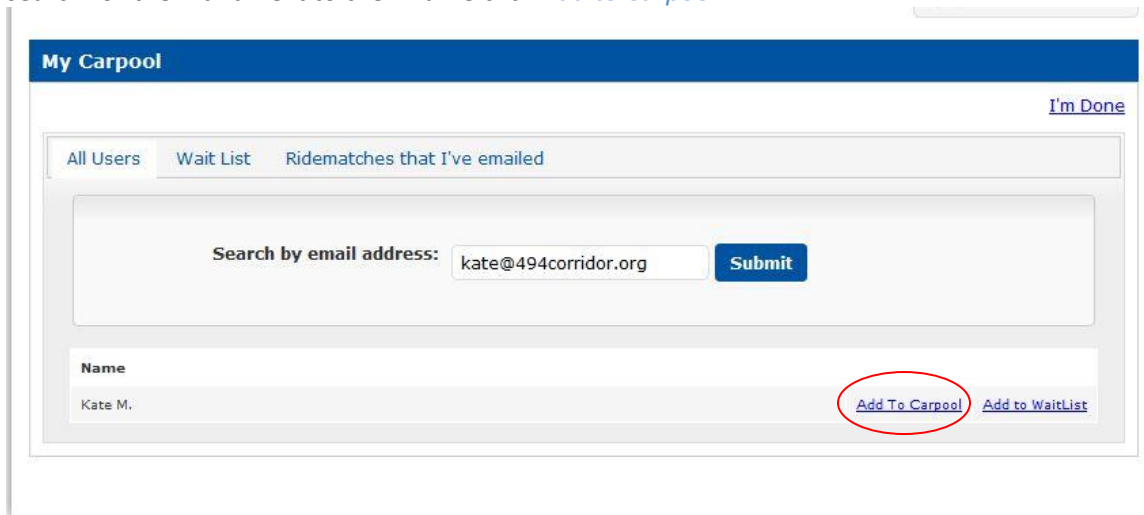 My Carpool
I'm Done
All Users Wait List Ridematches that I've emailed
Search by email address: kate@494corridor.org Submit
Name
Kate M. Add To Carpool Add to WaitList